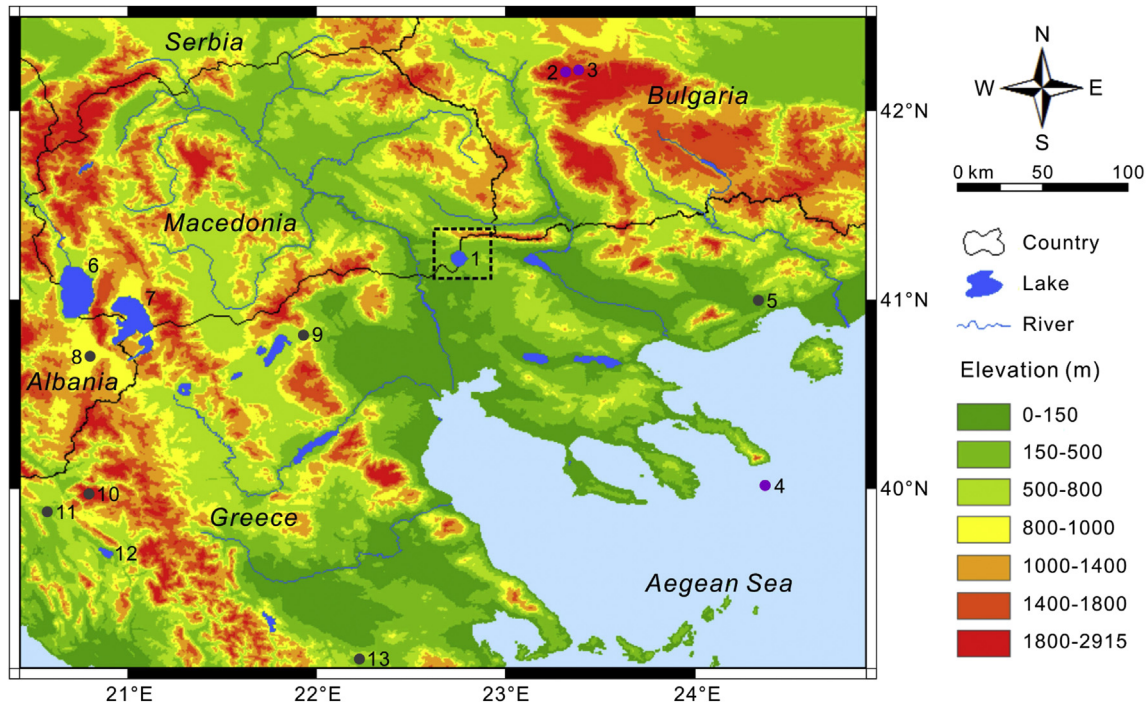 Serbia
2 3
Bulgaria
42°N
Macedonia
1
6
7
41°N
5
9
8
Albania
10
4
40°N
11
Greece
12
Aegean Sea
13
21°E 22°E 23°E 24°E
N
W E
S
0 km 50 100
Country
Lake
River
Elevation (m)
0-150
150-500
500-800
800-1000
1000-1400
1400-1800
1800-2915